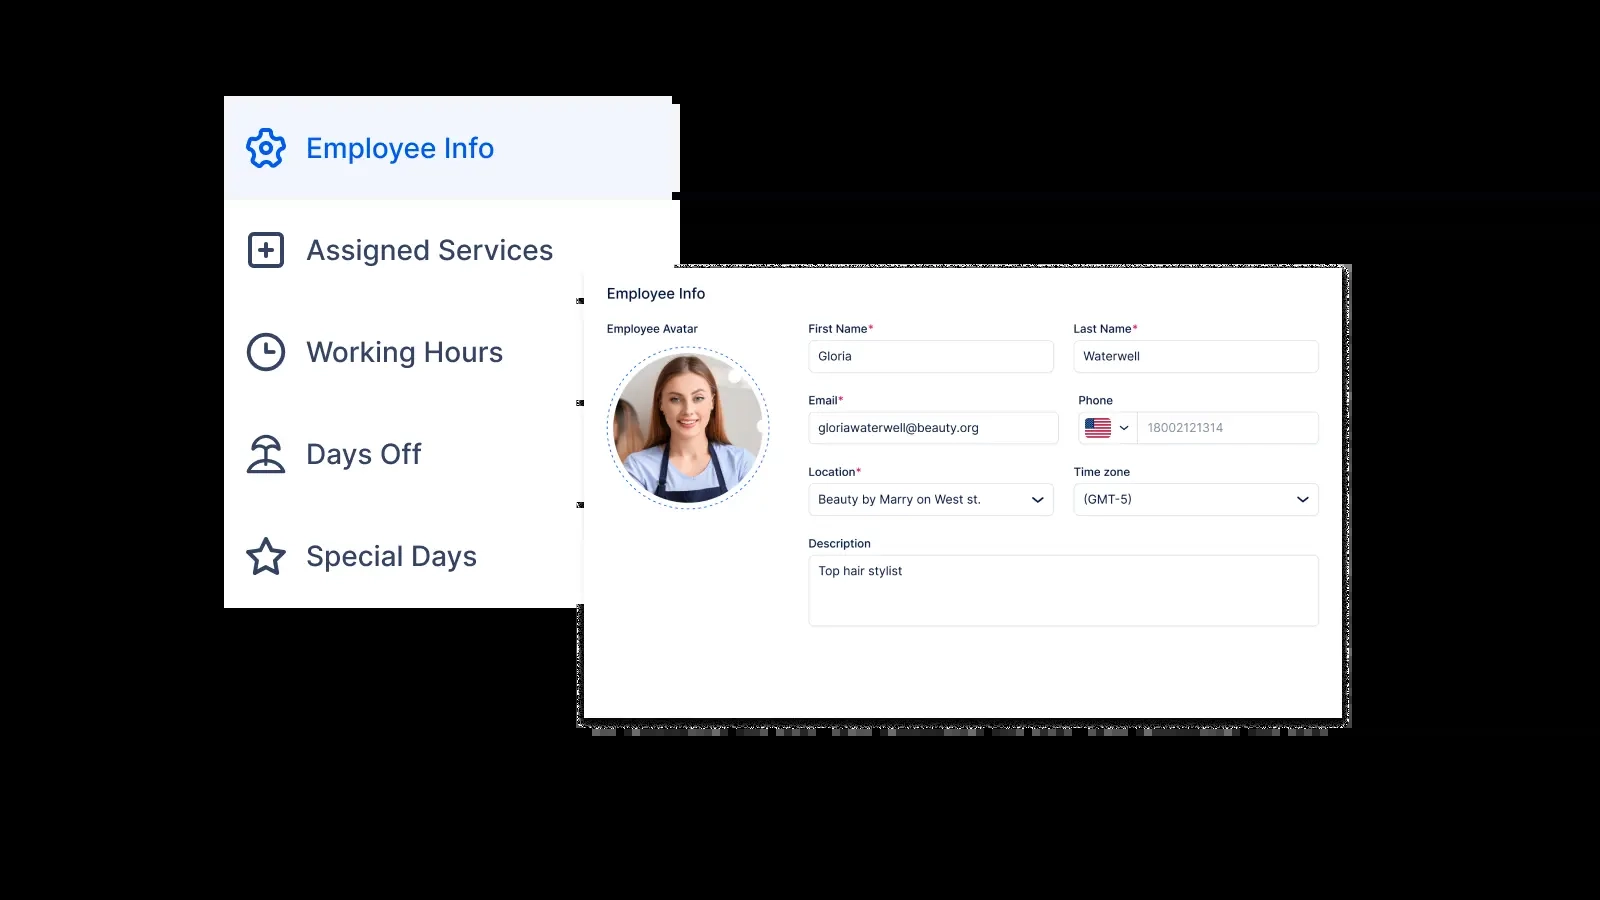 Employee Info
Assigned Services
Working Hours
Days Off
Special Days
Employee Info
Employee Avatar
First Name*
Last Name*
Gloria
Waterwell
Email*
Phone
gloriawaterwell@beauty.org
18002121314
Location*
Time zone
Beauty by Marry on West st.
(GMT-5)
Description
Top hair stylist